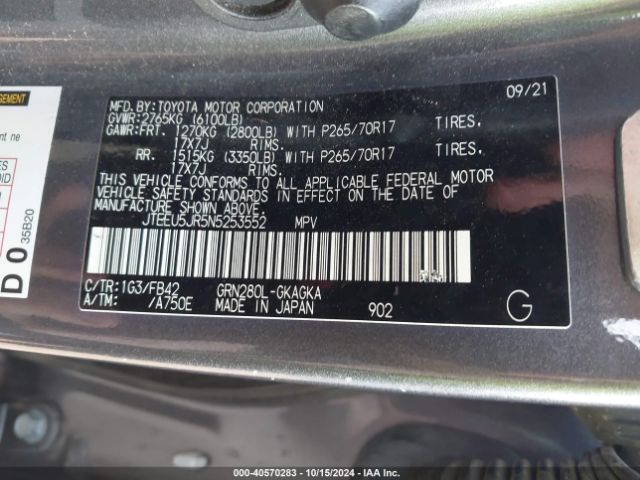 MFD.BY:TOYOTA MOTOR CORPORATION 09/21
GVWR:2765KG (6100LB)
GAWR:FRT. 1270KG (2800LB) WITH P265/70R17 TIRES,
17X7J RIMS.
RR. 1515KG (3350LB) WITH P265/70R17 TIRES,
17X7J RIMS.
THIS VEHICLE CONFORMS TO ALL APPLICABLE FEDERAL MOTOR
VEHICLE SAFETY STANDARDS IN EFFECT ON THE DATE OF
MANUFACTURE SHOWN ABOVE.
JTEEU5JR5N5253552 MPV
C/TR:1G3/FB42 GRN280L-GKAGKA
A/TM: /A750E MADE IN JAPAN 902 G
D 0 35B20
000-40570283 - 10/15/2024 - IAA Inc.